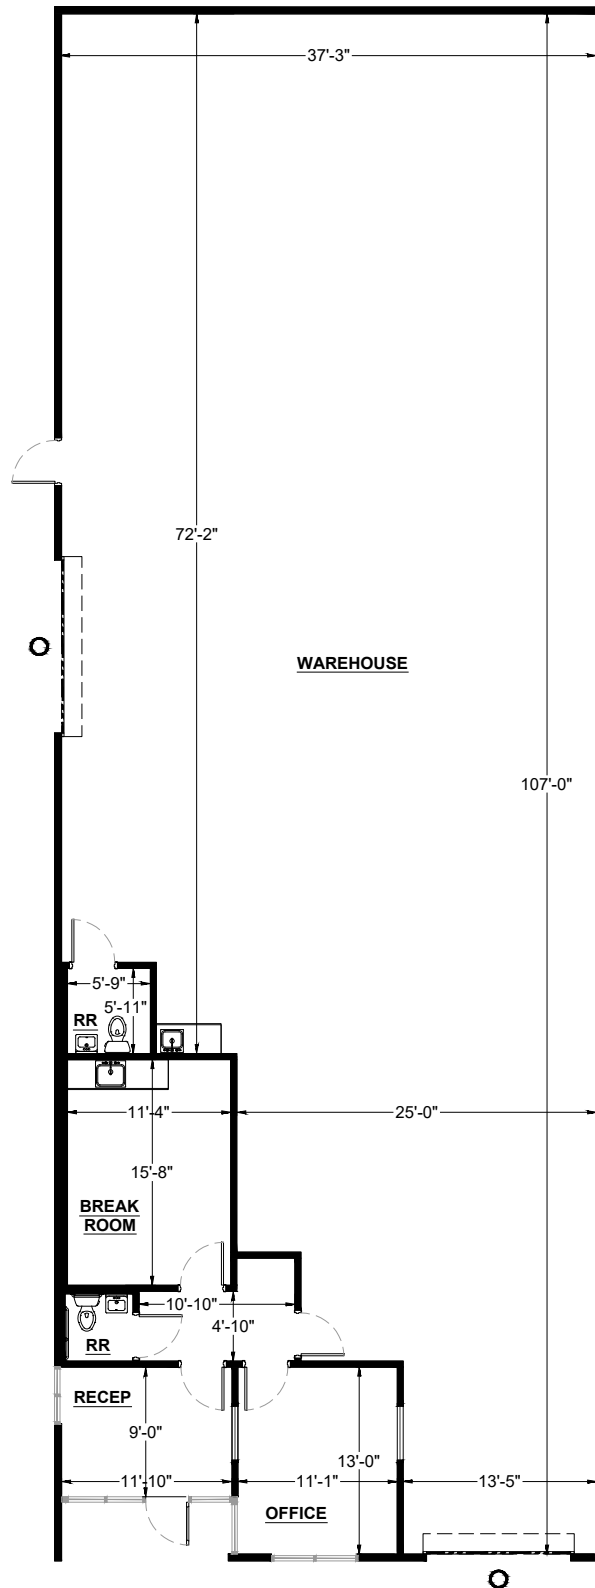 37'-3"
72'-2"
WAREHOUSE
107'-0"
5'-9"
5'-11"
RR
11'-4"
25'-0"
15'-8"
BREAK
ROOM
10'-10"
4'-10"
RR
RECEP
9'-0"
13'-0"
11'-10"
11'-1"
13'-5"
OFFICE